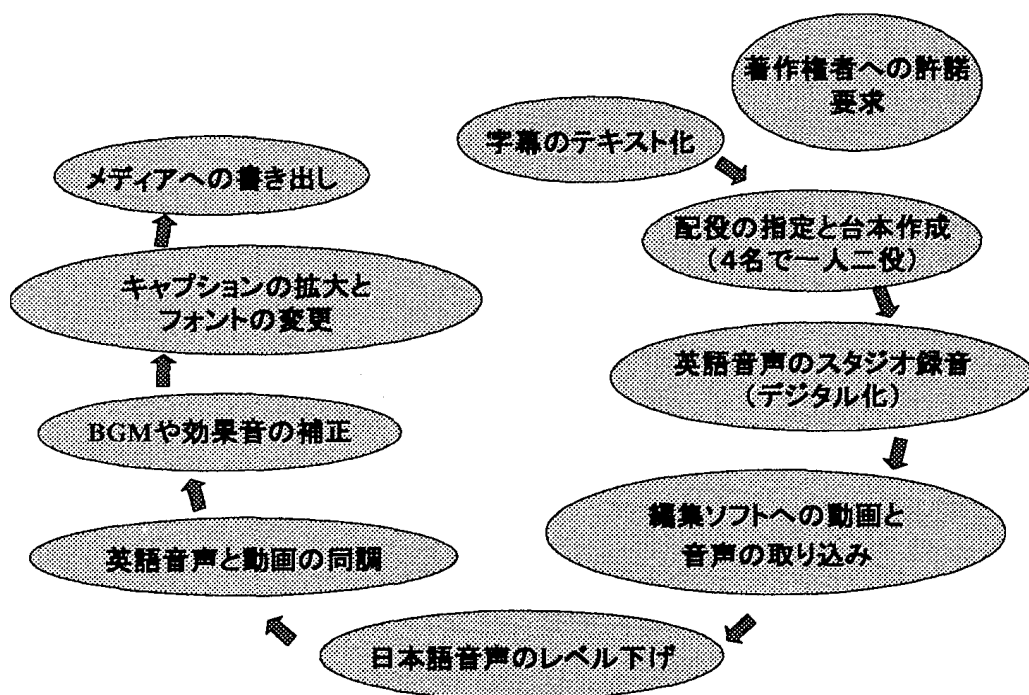 著作権者への許諾
要求
字幕のテキスト化
配役の指定と台本作成
(4名で一人二役)
英語音声のスタジオ録音
(デジタル化)
編集ソフトへの動画と
音声の取り込み
日本語音声のレベル下げ
英語音声と動画の同調
BGMや効果音の補正
キャプションの拡大と
フォントの変更
メディアへの書き出し